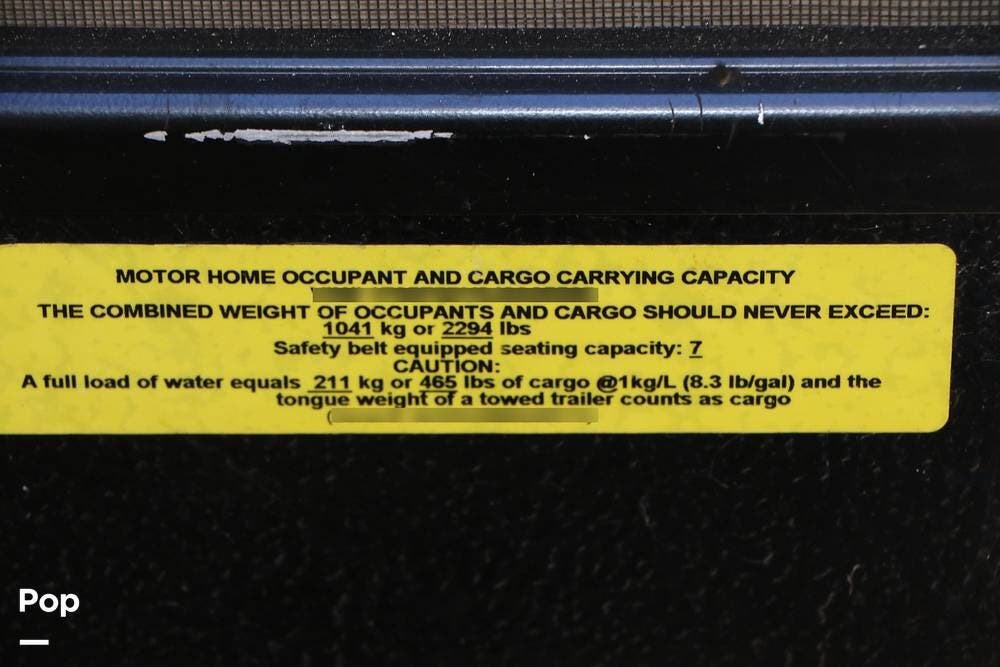 MOTOR HOME OCCUPANT AND CARGO CARRYING CAPACITY
THE COMBINED WEIGHT OF OCCUPANTS AND CARGO SHOULD NEVER EXCEED:
1041 kg or 2294 lbs
Safety belt equipped seating capacity: 7
CAUTION:
A full load of water equals 211 kg or 465 lbs of cargo @1kg/L (8.3 lb/gal) and the
tongue weight of a towed trailer counts as cargo
Pop